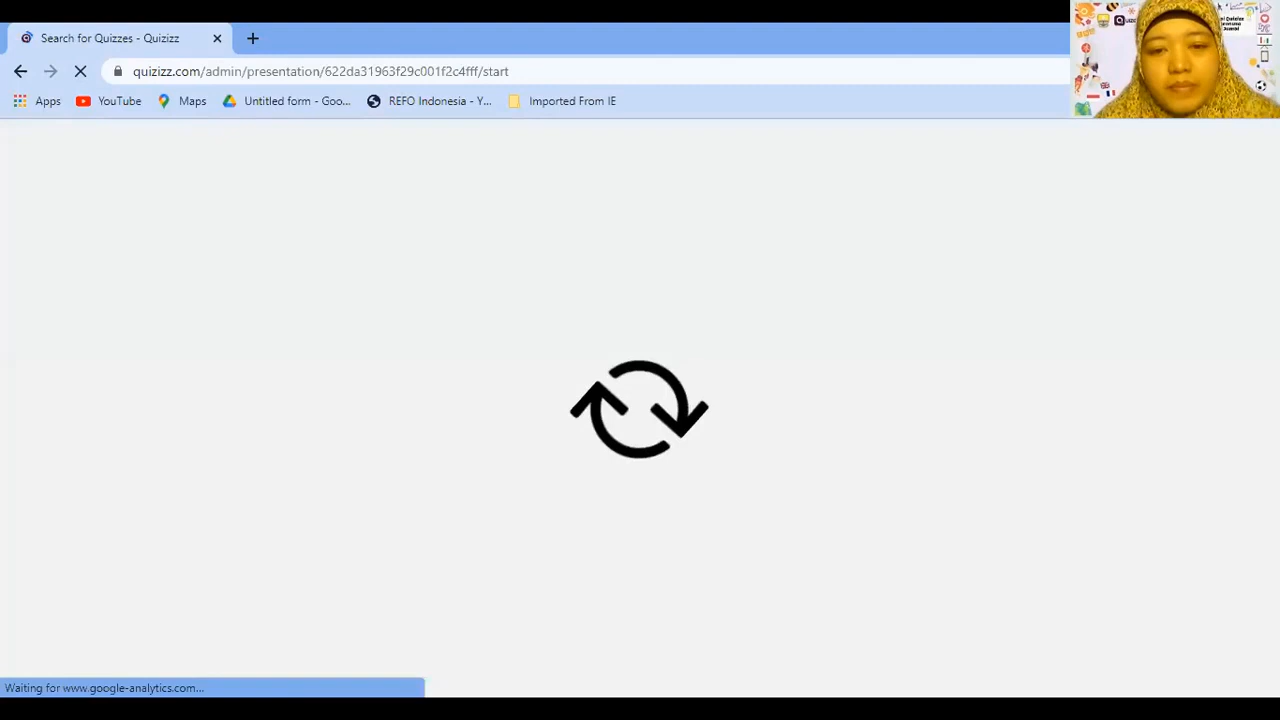 Search for Quizzes - Quizizz
quizizz.com/admin/presentation/622da31963f29c001f2c4fff/start
Apps
YouTube
Maps
Untitled form - Goo...
REFO Indonesia - Y...
Imported From IE
Waiting for www.google-analytics.com...